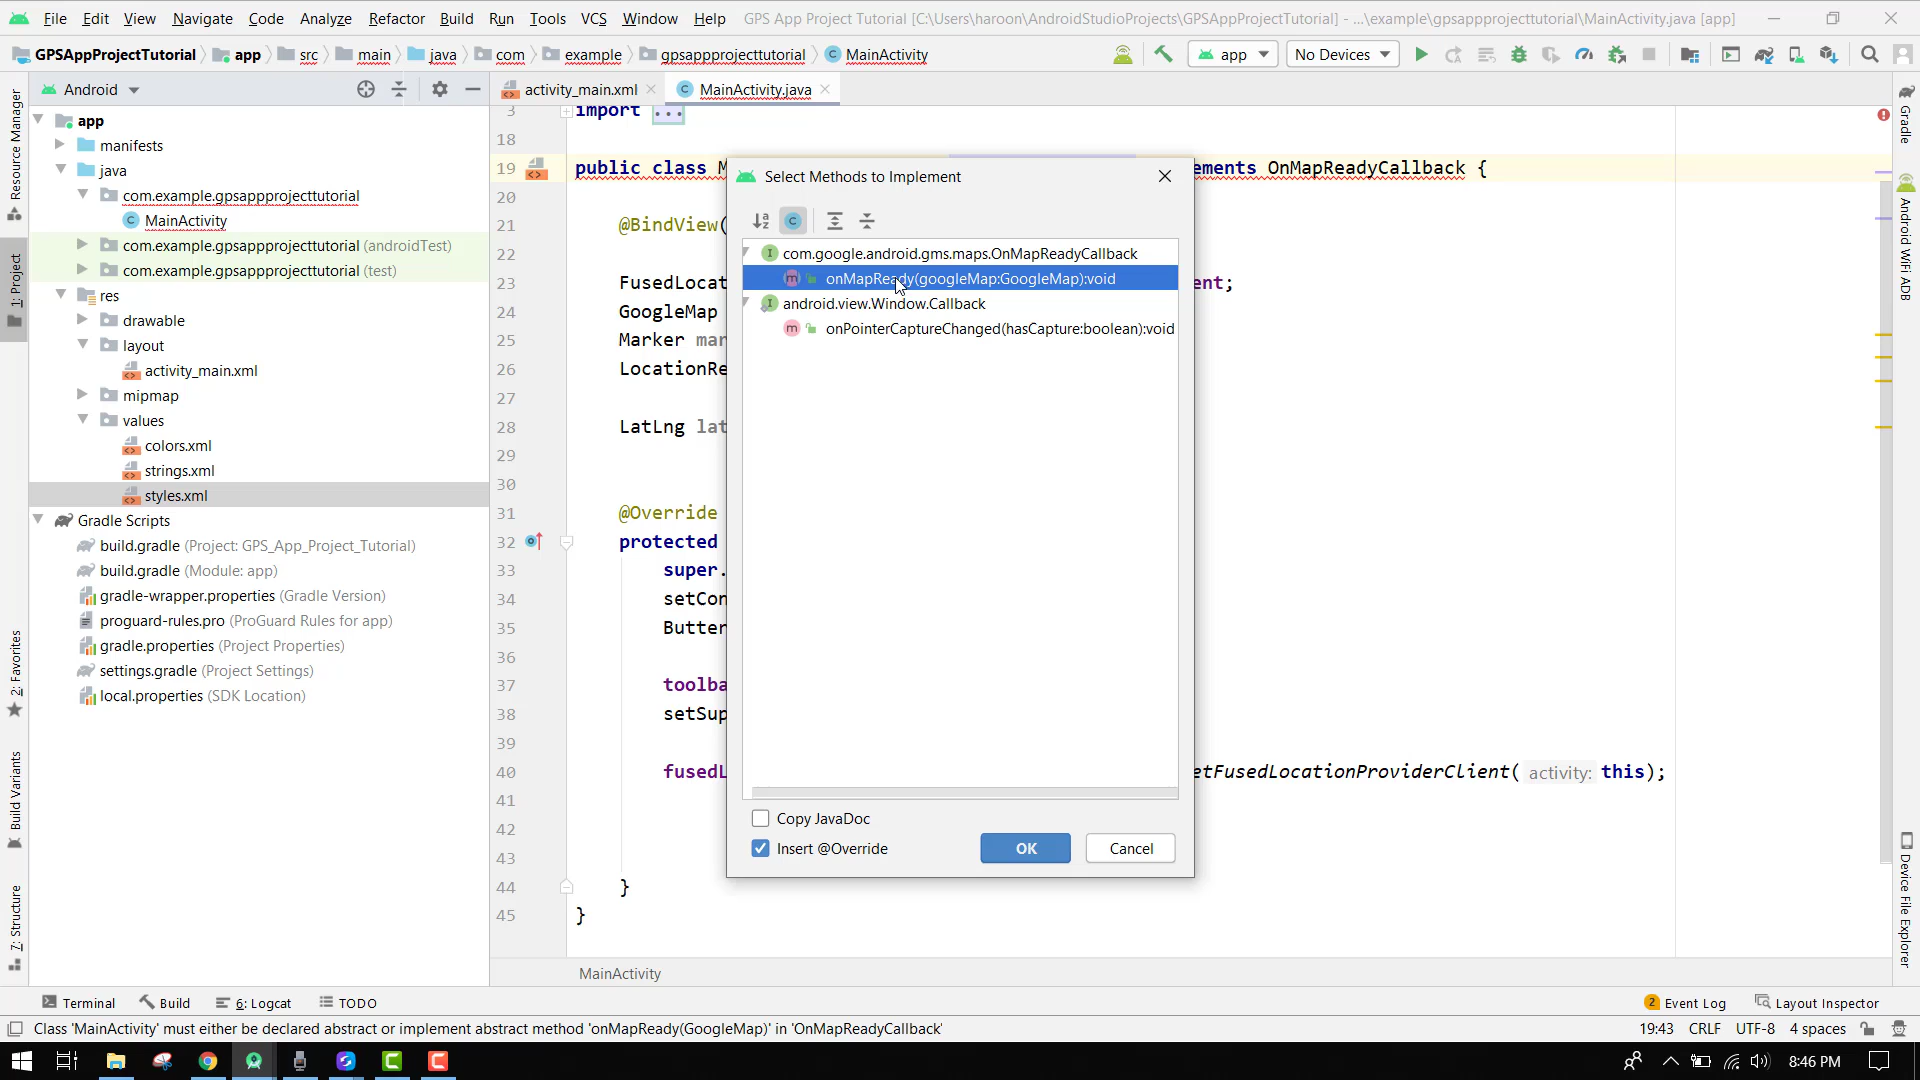 File Edit View Navigate Code Analyze Refactor Build Run Tools VCS Window Help GPS App Project Tutorial [C:\Users\haroon\AndroidStudioProjects\GPSAppProjectTutorial] - ...\example\gpsappprojecttutorial\MainActivity.java [app]
GPSAppProjectTutorial app src main java com example gpsappprojecttutorial MainActivity app No Devices
Android activity_main.xml MainActivity.java
Resource Manager
1: Project
2: Favorites
Build Variants
7: Structure
app
manifests
java
com.example.gpsappprojecttutorial
MainActivity
com.example.gpsappprojecttutorial (androidTest)
com.example.gpsappprojecttutorial (test)
res
drawable
layout
activity_main.xml
mipmap
values
colors.xml
strings.xml
styles.xml
Gradle Scripts
build.gradle (Project: GPS_App_Project_Tutorial)
build.gradle (Module: app)
gradle-wrapper.properties (Gradle Version)
proguard-rules.pro (ProGuard Rules for app)
gradle.properties (Project Properties)
settings.gradle (Project Settings)
local.properties (SDK Location)
3 import ...
18
19 public class M ements OnMapReadyCallback {
20
21 @BindView(
22
23 FusedLocat ent;
24 GoogleMap
25 Marker mar
26 LocationRe
27
28 LatLng lat
29
30
31 @Override
32 protected
33 super.
34 setCon
35 Butter
36
37 toolba
38 setSup
39
40 fusedL etFusedLocationProviderClient( activity: this);
41
42
43
44 }
45 }
MainActivity
Select Methods to Implement
com.google.android.gms.maps.OnMapReadyCallback
onMapReady(googleMap:GoogleMap):void
android.view.Window.Callback
onPointerCaptureChanged(hasCapture:boolean):void
Copy JavaDoc
Insert @Override
OK Cancel
Gradle
Android WiFi ADB
Device File Explorer
Terminal Build 6: Logcat TODO 2 Event Log Layout Inspector
Class 'MainActivity' must either be declared abstract or implement abstract method 'onMapReady(GoogleMap)' in 'OnMapReadyCallback' 19:43 CRLF UTF-8 4 spaces
8:46 PM